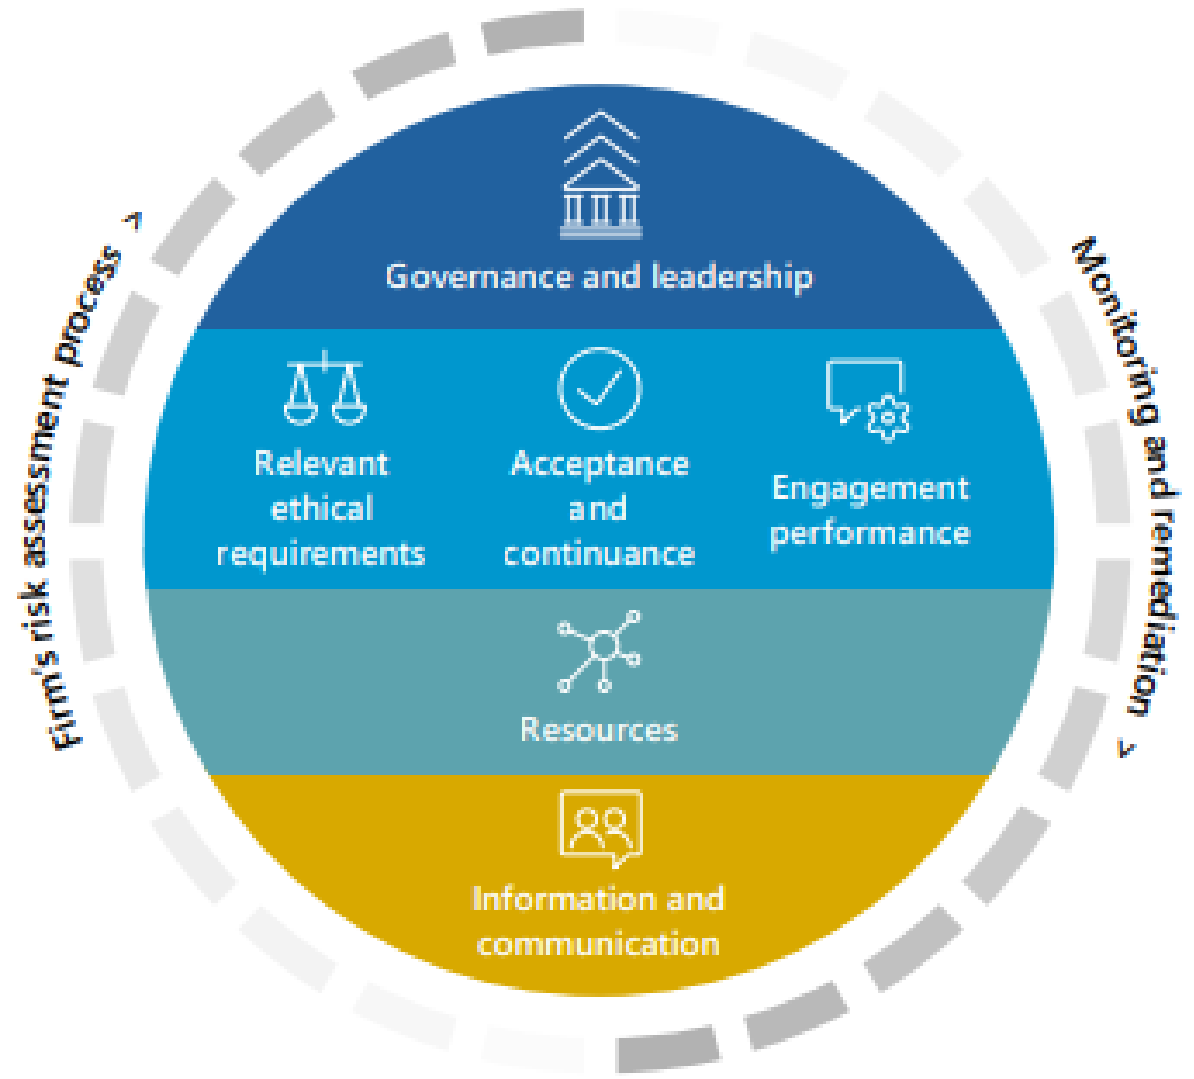 Firm's risk assessment process >
Governance and leadership
Relevant
ethical
requirements
Acceptance
and
continuance
Engagement
performance
Resources
Information and
communication
Monitoring and remediation >